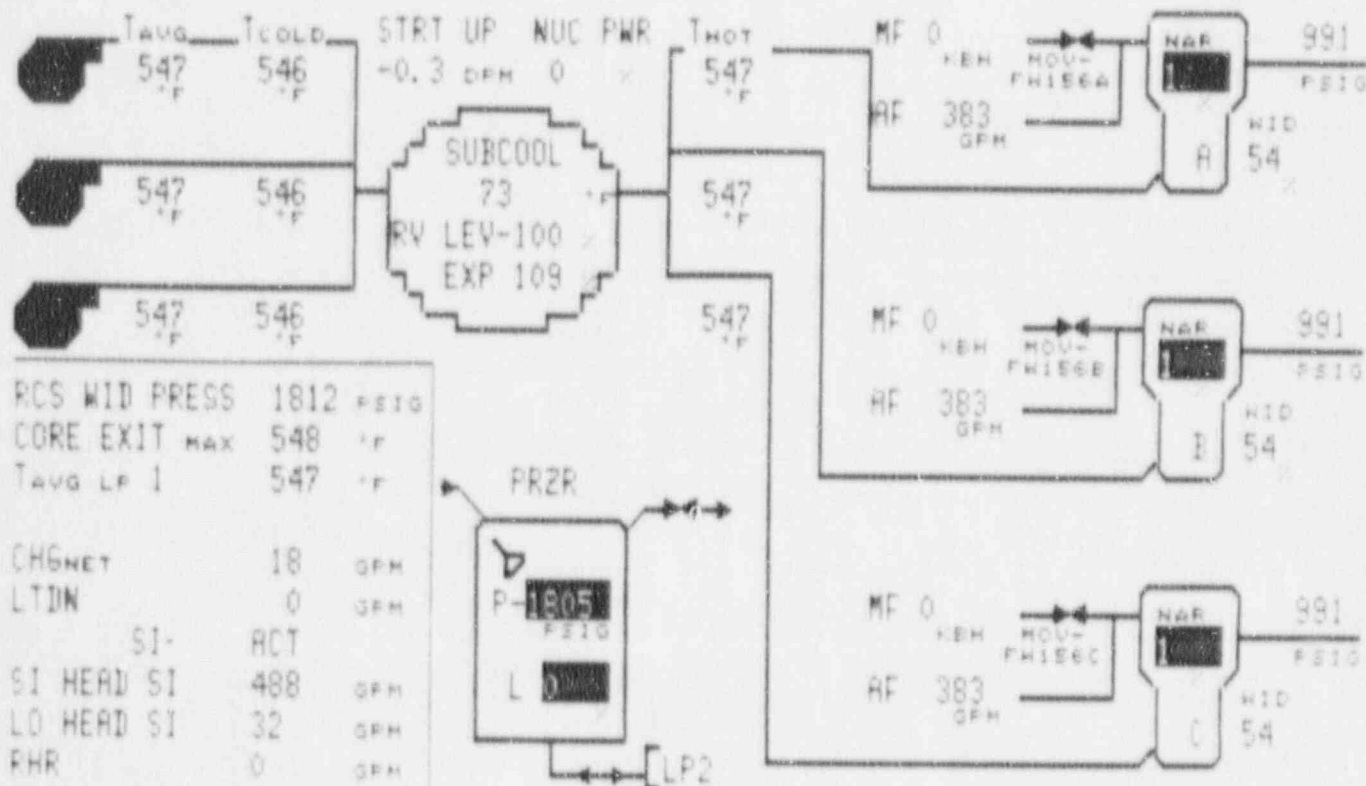 TAVG TCOLD STRT UP NUC PWR THOT MF 0 KBH MOV-FW156A NAR 1 % 991 PSIG
547 °F 546 °F -0.3 DPM 0 % 547 °F
AF 383 GPM A WID 54 %
SUBCOOL
547 °F 546 °F 73 °F 547 °F
RV LEV-100 %
EXP 109 %
547 °F 546 °F 547 °F
MF 0 KBH MOV-FW156B NAR 1 % 991 PSIG
AF 383 GPM B WID 54 %
RCS WID PRESS 1812 PSIG
CORE EXIT MAX 548 °F
TAVG LP 1 547 °F
PRZR
CHGNET 18 GPM
LTDN 0 GPM
SI- ACT
SI HEAD SI 488 GPM
LO HEAD SI 32 GPM
RHR 0 GPM
P-1805 PSIG
L 0 %
LP2
MF 0 KBH MOV-FW156C NAR 1 % 991 PSIG
AF 383 GPM C WID 54 %